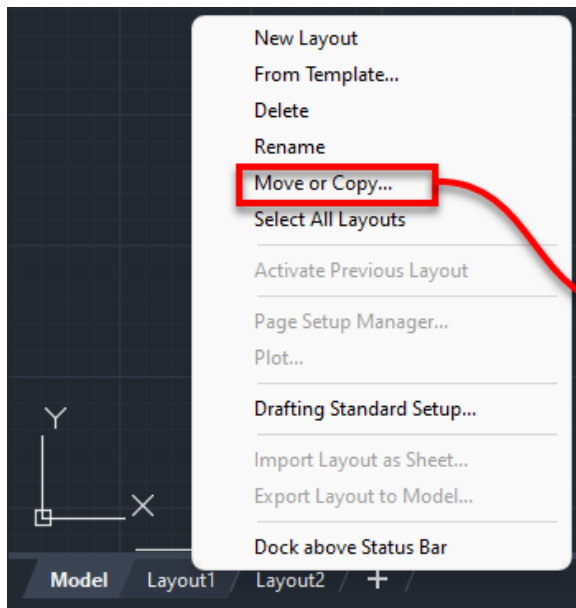 New Layout
From Template...
Delete
Rename
Move or Copy...
Select All Layouts
Activate Previous Layout
Page Setup Manager...
Plot...
Drafting Standard Setup...
Import Layout as Sheet...
Export Layout to Model...
Dock above Status Bar
Y
X
Model Layout1 Layout2 +